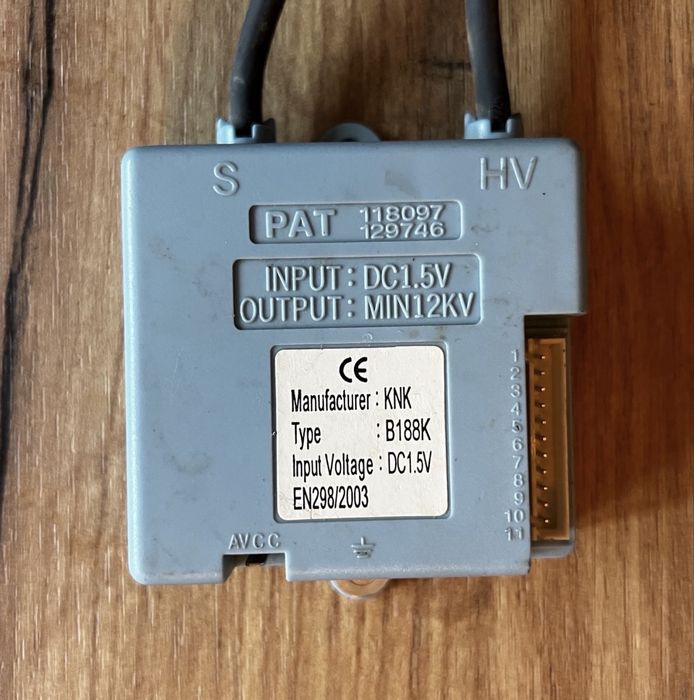 S HV
PAT 118097
129746
INPUT : DC1.5V
OUTPUT : MIN12KV
CE
Manufacturer : KNK
Type : B188K
Input Voltage : DC1.5V
EN298/2003
1
2
3
4
5
6
7
8
9
10
11
AVCC